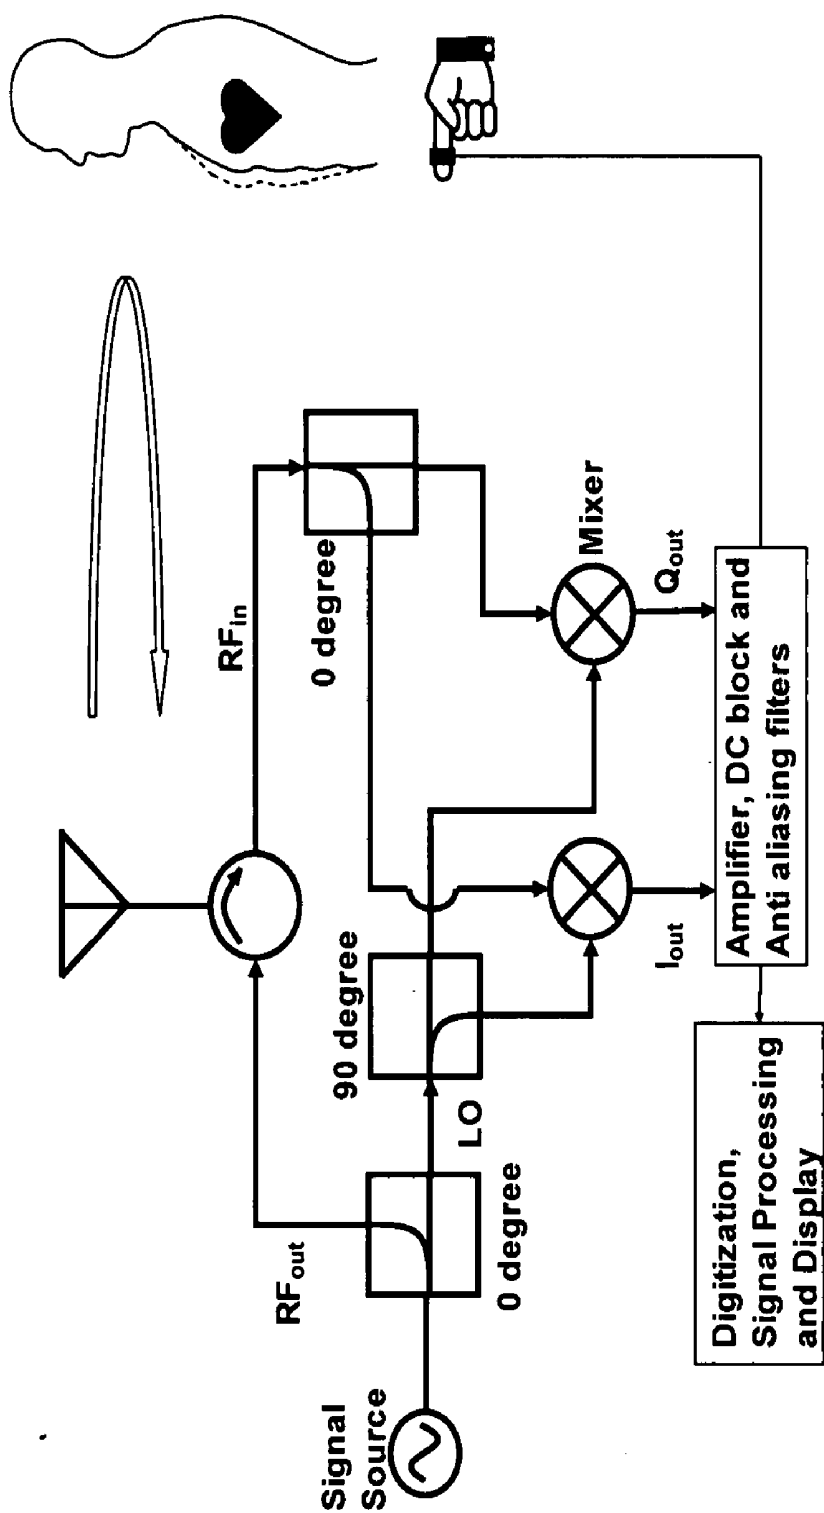 Signal
Source
RFout
0 degree
LO
90 degree
RFin
0 degree
Mixer
Iout
Qout
Amplifier, DC block and
Anti aliasing filters
Digitization,
Signal Processing
and Display